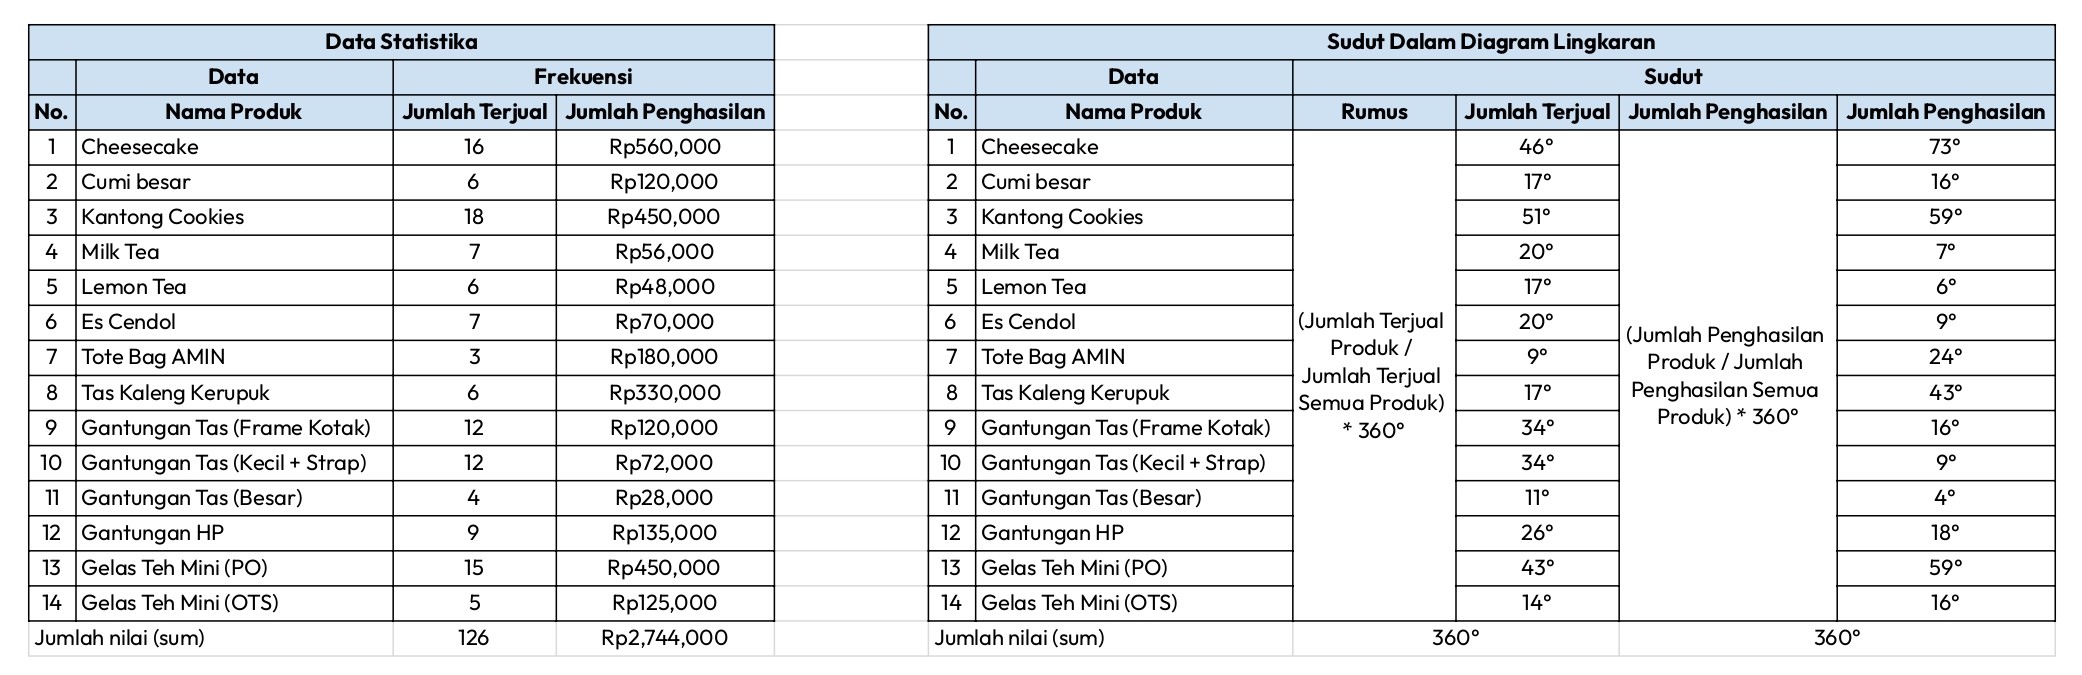 Data Statistika
Data Frekuensi
No. Nama Produk Jumlah Terjual Jumlah Penghasilan
1 Cheesecake 16 Rp560,000
2 Cumi besar 6 Rp120,000
3 Kantong Cookies 18 Rp450,000
4 Milk Tea 7 Rp56,000
5 Lemon Tea 6 Rp48,000
6 Es Cendol 7 Rp70,000
7 Tote Bag AMIN 3 Rp180,000
8 Tas Kaleng Kerupuk 6 Rp330,000
9 Gantungan Tas (Frame Kotak) 12 Rp120,000
10 Gantungan Tas (Kecil + Strap) 12 Rp72,000
11 Gantungan Tas (Besar) 4 Rp28,000
12 Gantungan HP 9 Rp135,000
13 Gelas Teh Mini (PO) 15 Rp450,000
14 Gelas Teh Mini (OTS) 5 Rp125,000
Jumlah nilai (sum) 126 Rp2,744,000
Sudut Dalam Diagram Lingkaran
Data Sudut
No. Nama Produk Rumus Jumlah Terjual Jumlah Penghasilan Jumlah Penghasilan
1 Cheesecake 46° 73°
2 Cumi besar 17° 16°
3 Kantong Cookies 51° 59°
4 Milk Tea 20° 7°
5 Lemon Tea 17° 6°
6 Es Cendol 20° 9°
7 Tote Bag AMIN 9° 24°
8 Tas Kaleng Kerupuk 17° 43°
9 Gantungan Tas (Frame Kotak) 34° 16°
10 Gantungan Tas (Kecil + Strap) 34° 9°
11 Gantungan Tas (Besar) 11° 4°
12 Gantungan HP 26° 18°
13 Gelas Teh Mini (PO) 43° 59°
14 Gelas Teh Mini (OTS) 14° 16°
(Jumlah Terjual
Produk /
Jumlah Terjual
Semua Produk)
* 360°
(Jumlah Penghasilan
Produk / Jumlah
Penghasilan Semua
Produk) * 360°
Jumlah nilai (sum) 360° 360°